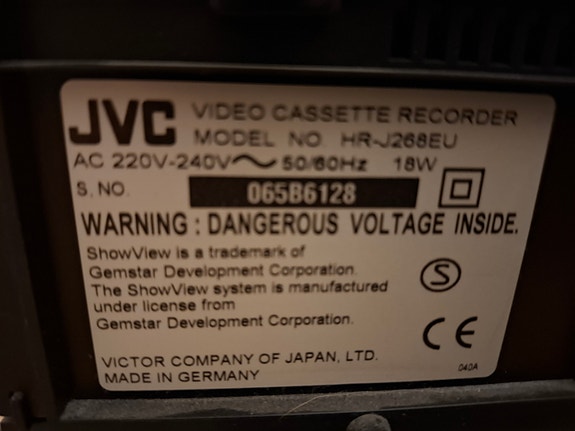 JVC VIDEO CASSETTE RECORDER
MODEL NO. HR-J268EU
AC 220V-240V~ 50/60Hz 18W
S. NO. 065B6128
WARNING : DANGEROUS VOLTAGE INSIDE.
ShowView is a trademark of
Gemstar Development Corporation.
The ShowView system is manufactured
under license from
Gemstar Development Corporation.
S
CE
VICTOR COMPANY OF JAPAN, LTD.
MADE IN GERMANY
040A